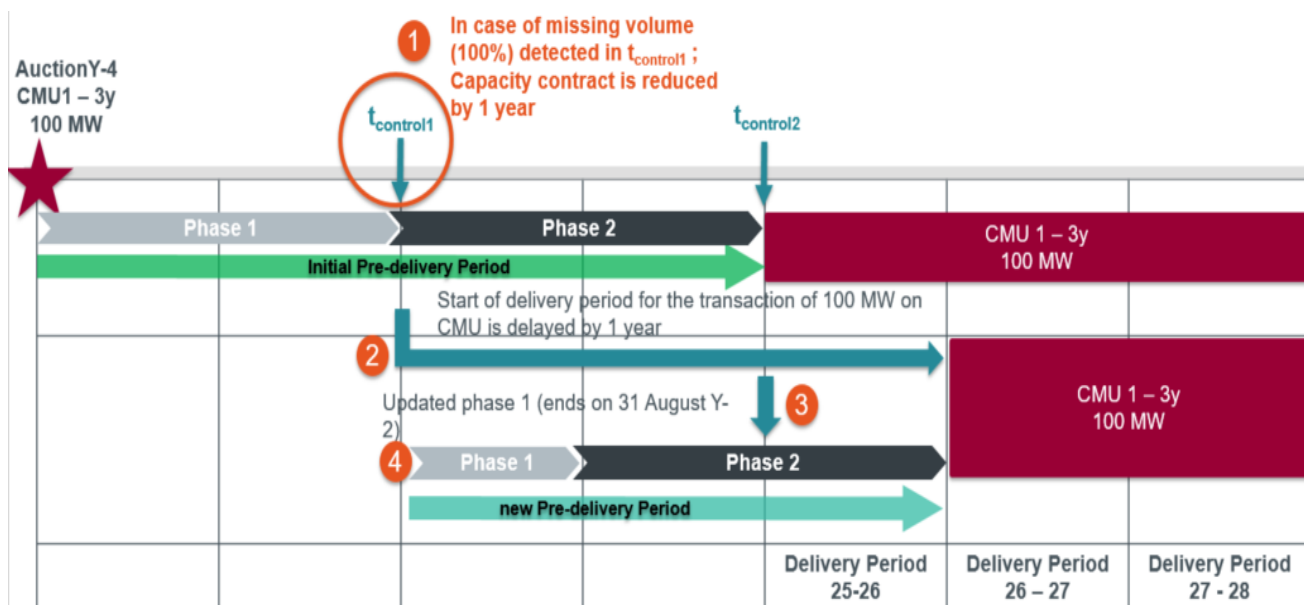 AuctionY-4
CMU1 – 3y
100 MW
1
In case of missing volume
(100%) detected in tcontrol1 ;
Capacity contract is reduced
by 1 year
tcontrol1
tcontrol2
Phase 1
Phase 2
CMU 1 – 3y
100 MW
Initial Pre-delivery Period
Start of delivery period for the transaction of 100 MW on
CMU is delayed by 1 year
2
CMU 1 – 3y
100 MW
3
Updated phase 1 (ends on 31 August Y-
2)
4
Phase 1
Phase 2
new Pre-delivery Period
Delivery Period
25-26
Delivery Period
26 – 27
Delivery Period
27 - 28